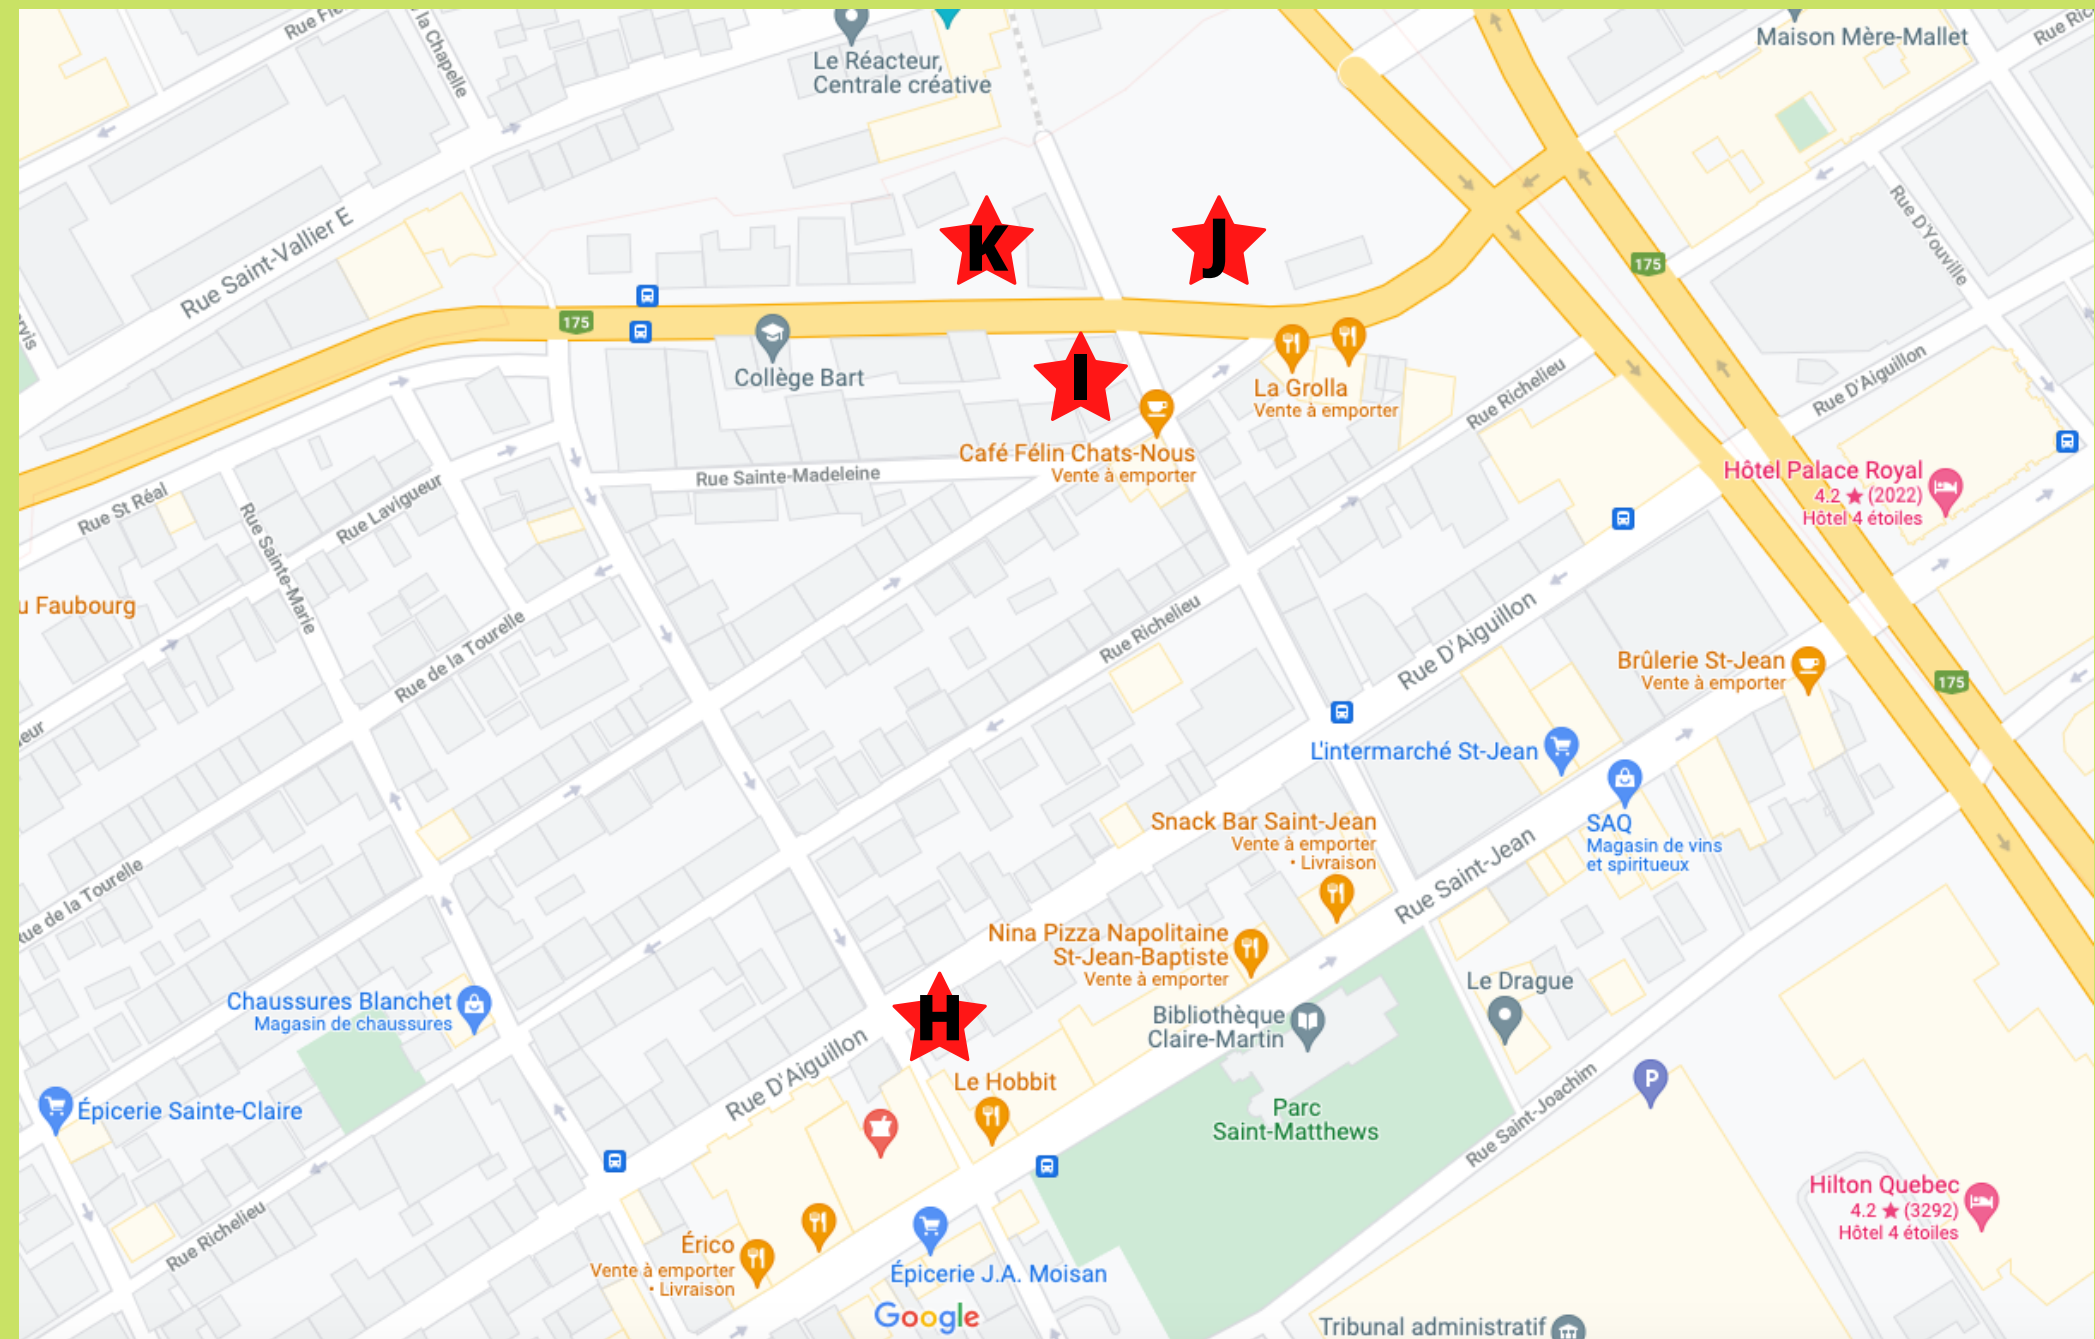 Rue Fle
la Chapelle
Le Réacteur,
Centrale créative
Maison Mère-Mallet
Rue Ric
Rue Saint-Vallier E
K
J
Rue D'Youville
175
175
Collège Bart
I
La Grolla
Vente à emporter
Rue Richelieu
Rue D'Aiguillon
Café Félin Chats-Nous
Vente à emporter
Rue Sainte-Madeleine
Hôtel Palace Royal
4.2 ★ (2022)
Hôtel 4 étoiles
Rue St Réal
Rue Lavigueur
Rue Sainte-Marie
u Faubourg
Rue de la Tourelle
Rue Richelieu
Rue D'Aiguillon
Brûlerie St-Jean
Vente à emporter
175
eur
L'intermarché St-Jean
Snack Bar Saint-Jean
Vente à emporter
• Livraison
SAQ
Magasin de vins
et spiritueux
Rue Saint-Jean
ue de la Tourelle
Nina Pizza Napolitaine
St-Jean-Baptiste
Vente à emporter
Le Drague
Chaussures Blanchet
Magasin de chaussures
H
Bibliothèque
Claire-Martin
Rue D'Aiguillon
Le Hobbit
P
Épicerie Sainte-Claire
Parc
Saint-Matthews
Rue Saint-Joachim
Hilton Quebec
4.2 ★ (3292)
Hôtel 4 étoiles
Rue Richelieu
Érico
Vente à emporter
• Livraison
Épicerie J.A. Moisan
Google
Tribunal administratif